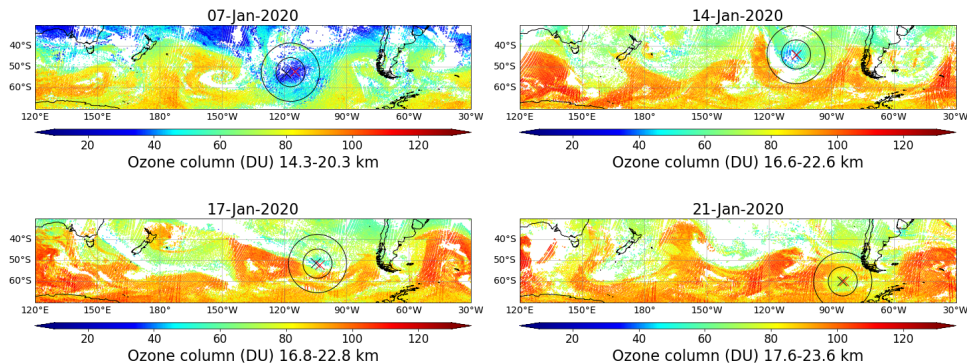 07-Jan-2020
14-Jan-2020
40°S
50°S
60°S
120°E 150°E 180° 150°W 120°W 90°W 60°W 30°W
20 40 60 80 100 120
Ozone column (DU) 14.3-20.3 km
40°S
50°S
60°S
120°E 150°E 180° 150°W 120°W 90°W 60°W 30°W
20 40 60 80 100 120
Ozone column (DU) 16.6-22.6 km
17-Jan-2020
21-Jan-2020
40°S
50°S
60°S
120°E 150°E 180° 150°W 120°W 90°W 60°W 30°W
20 40 60 80 100 120
Ozone column (DU) 16.8-22.8 km
40°S
50°S
60°S
120°E 150°E 180° 150°W 120°W 90°W 60°W 30°W
20 40 60 80 100 120
Ozone column (DU) 17.6-23.6 km